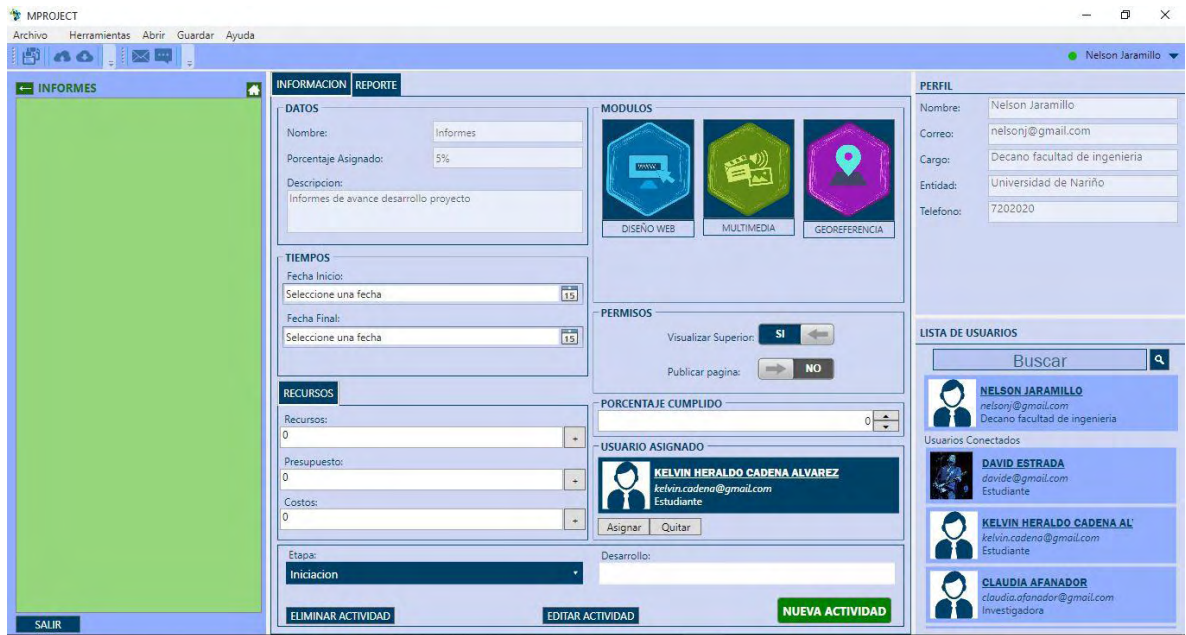 MPROJECT
Archivo Herramientas Abrir Guardar Ayuda
Nelson Jaramillo
INFORMES
SALIR
INFORMACION REPORTE
DATOS
Nombre: Informes
Porcentaje Asignado: 5%
Descripcion:
Informes de avance desarrollo proyecto
TIEMPOS
Fecha Inicio:
Seleccione una fecha 15
Fecha Final:
Seleccione una fecha 15
RECURSOS
Recursos:
0 +
Presupuesto:
0 +
Costos:
0 +
MODULOS
DISEÑO WEB MULTIMEDIA GEOREFERENCIA
PERMISOS
Visualizar Superior: SI
Publicar pagina: NO
PORCENTAJE CUMPLIDO
0
USUARIO ASIGNADO
KELVIN HERALDO CADENA ALVAREZ
kelvin.cadena@gmail.com
Estudiante
Asignar Quitar
Etapa: Desarrollo:
Iniciacion
ELIMINAR ACTIVIDAD EDITAR ACTIVIDAD NUEVA ACTIVIDAD
PERFIL
Nombre: Nelson Jaramillo
Correo: nelsonj@gmail.com
Cargo: Decano facultad de ingenieria
Entidad: Universidad de Nariño
Telefono: 7202020
LISTA DE USUARIOS
Buscar
NELSON JARAMILLO
nelsonj@gmail.com
Decano facultad de ingenieria
Usuarios Conectados
DAVID ESTRADA
davide@gmail.com
Estudiante
KELVIN HERALDO CADENA AL
kelvin.cadena@gmail.com
Estudiante
CLAUDIA AFANADOR
claudia.afanador@gmail.com
Investigadora